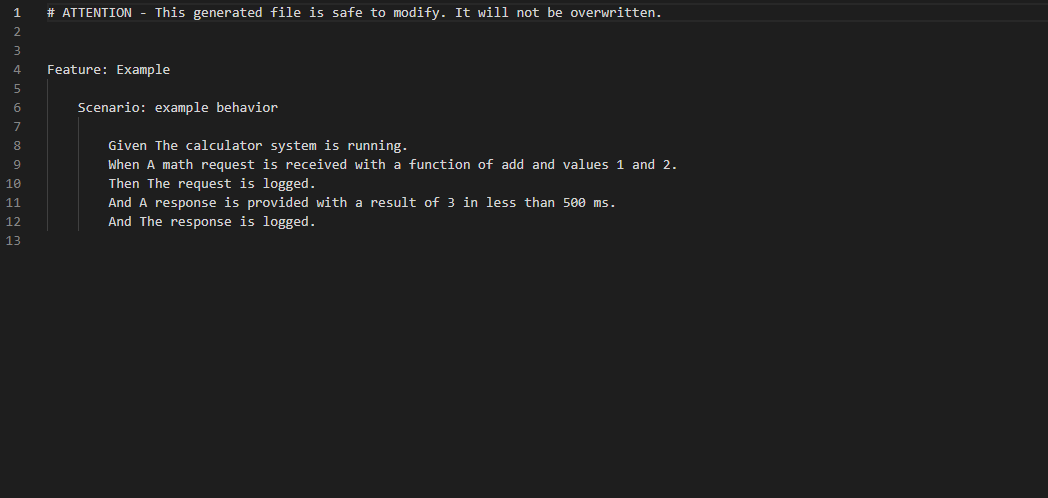 1 # ATTENTION - This generated file is safe to modify. It will not be overwritten.
2
3
4 Feature: Example
5
6 Scenario: example behavior
7
8 Given The calculator system is running.
9 When A math request is received with a function of add and values 1 and 2.
10 Then The request is logged.
11 And A response is provided with a result of 3 in less than 500 ms.
12 And The response is logged.
13